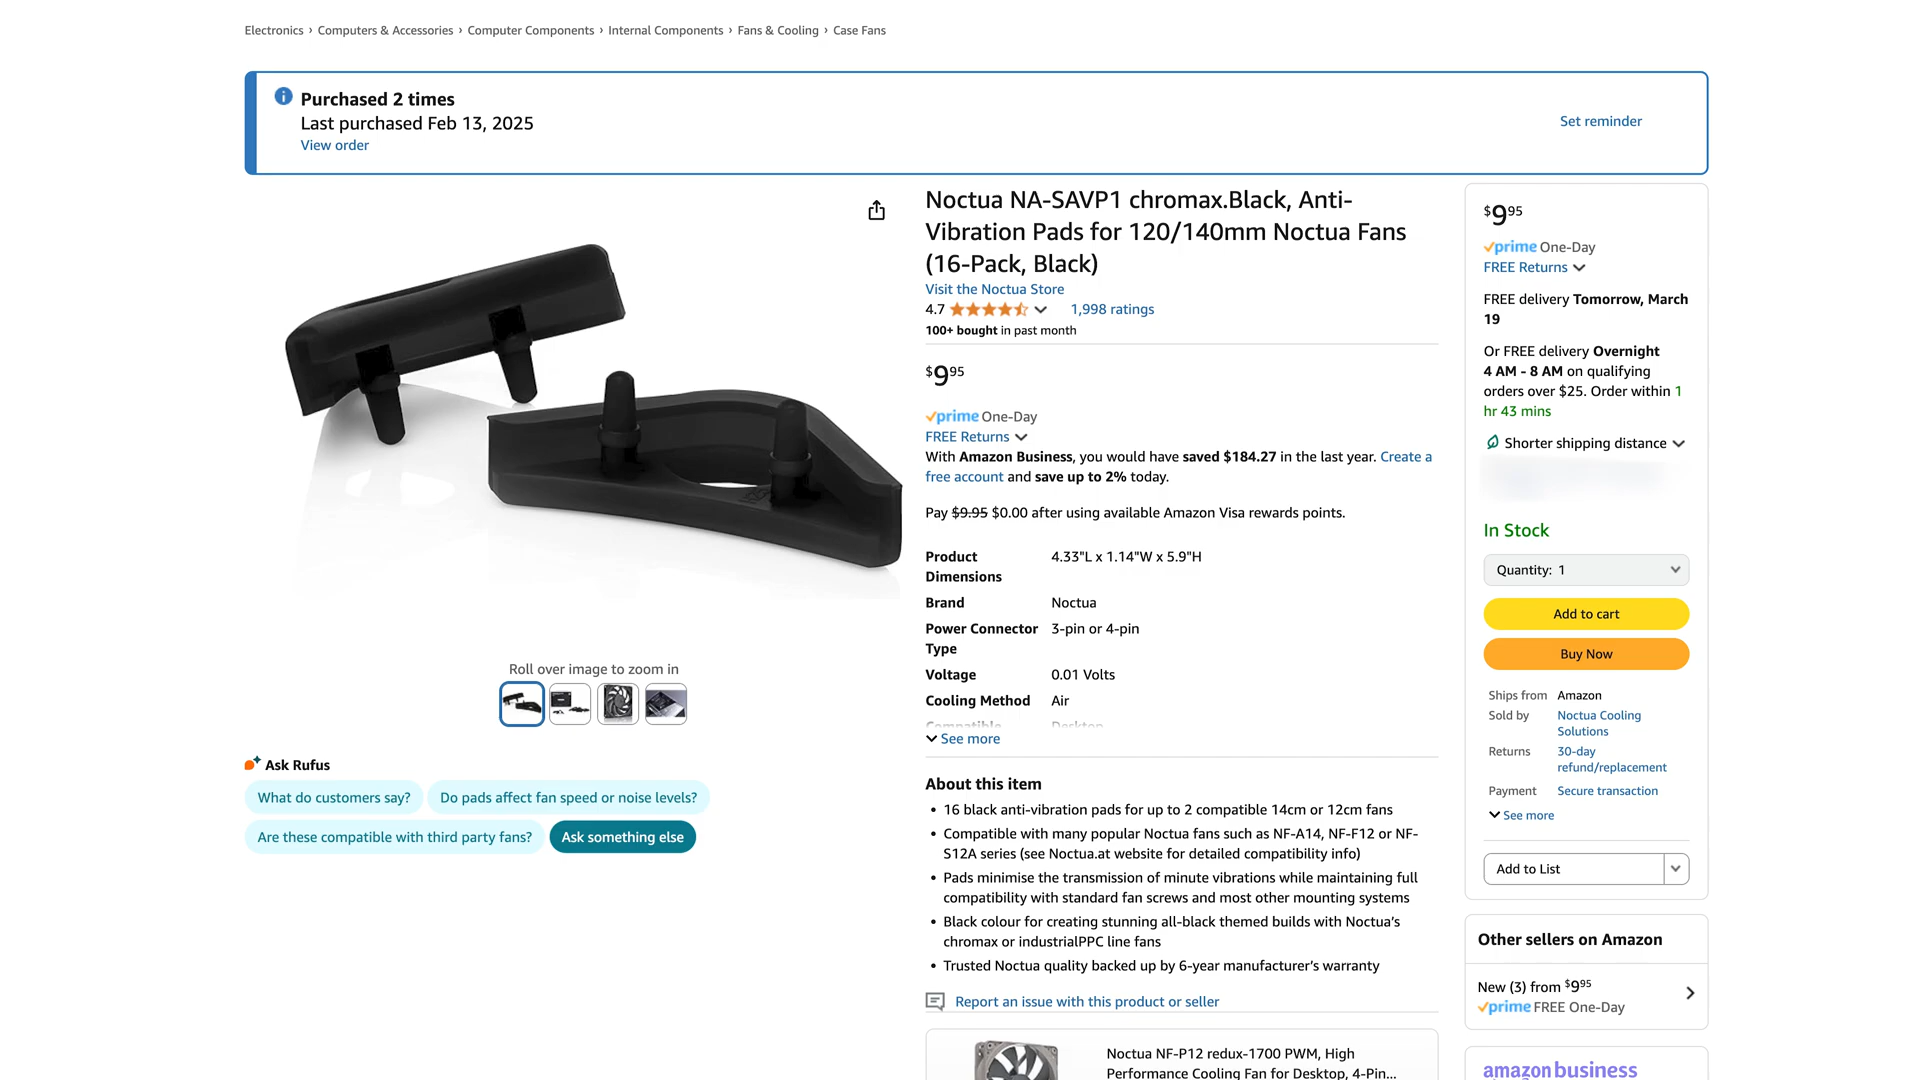 Electronics › Computers & Accessories › Computer Components › Internal Components › Fans & Cooling › Case Fans
Purchased 2 times
Last purchased Feb 13, 2025
View order
Set reminder
Noctua NA-SAVP1 chromax.Black, Anti-
Vibration Pads for 120/140mm Noctua Fans
(16-Pack, Black)
Visit the Noctua Store
4.7 1,998 ratings
100+ bought in past month
$9.95
prime One-Day
FREE Returns
With Amazon Business, you would have saved $184.27 in the last year. Create a
free account and save up to 2% today.
Pay $9.95 $0.00 after using available Amazon Visa rewards points.
Product
Dimensions
4.33"L x 1.14"W x 5.9"H
Brand Noctua
Power Connector
Type
3-pin or 4-pin
Voltage 0.01 Volts
Cooling Method Air
Compatible Desktop
See more
About this item
• 16 black anti-vibration pads for up to 2 compatible 14cm or 12cm fans
• Compatible with many popular Noctua fans such as NF-A14, NF-F12 or NF-
S12A series (see Noctua.at website for detailed compatibility info)
• Pads minimise the transmission of minute vibrations while maintaining full
compatibility with standard fan screws and most other mounting systems
• Black colour for creating stunning all-black themed builds with Noctua's
chromax or industrialPPC line fans
• Trusted Noctua quality backed up by 6-year manufacturer's warranty
Report an issue with this product or seller
Noctua NF-P12 redux-1700 PWM, High
Performance Cooling Fan for Desktop, 4-Pin...
Roll over image to zoom in
Ask Rufus
What do customers say?
Do pads affect fan speed or noise levels?
Are these compatible with third party fans?
Ask something else
$9.95
prime One-Day
FREE Returns
FREE delivery Tomorrow, March
19
Or FREE delivery Overnight
4 AM - 8 AM on qualifying
orders over $25. Order within 1
hr 43 mins
Shorter shipping distance
In Stock
Quantity: 1
Add to cart
Buy Now
Ships from Amazon
Sold by Noctua Cooling
Solutions
Returns 30-day
refund/replacement
Payment Secure transaction
See more
Add to List
Other sellers on Amazon
New (3) from $9.95
prime FREE One-Day
amazon business